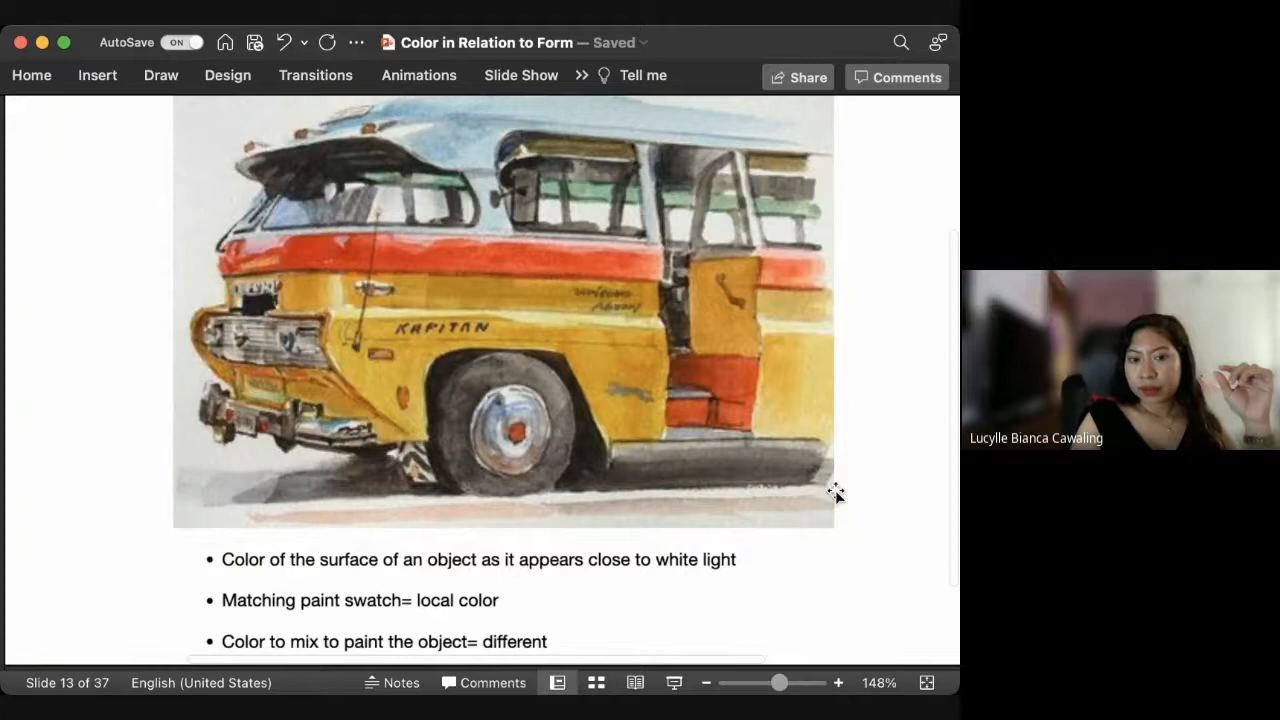 AutoSave ON Color in Relation to Form — Saved
Home Insert Draw Design Transitions Animations Slide Show Tell me Share Comments
KAPITAN
Lucylle Bianca Cawaling
• Color of the surface of an object as it appears close to white light
• Matching paint swatch= local color
• Color to mix to paint the object= different
Slide 13 of 37 English (United States) Notes Comments 148%